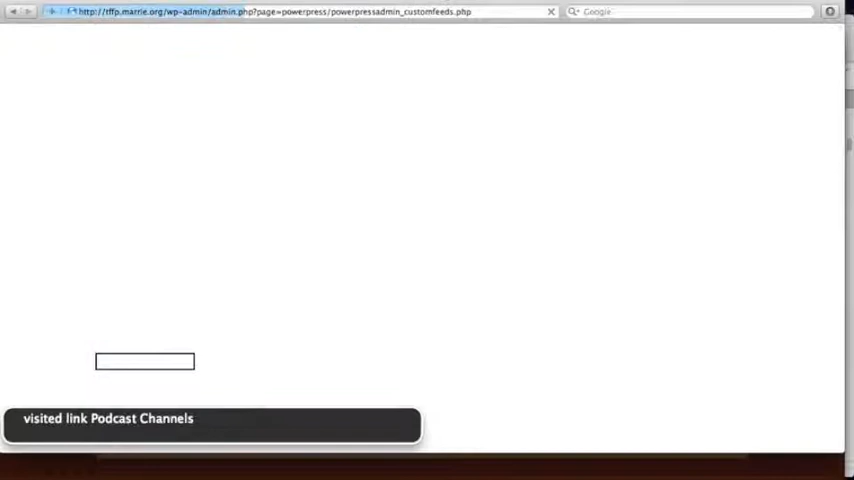 http://rffp.marrie.org/wp-admin/admin.php?page=powerpress/powerpressadmin_customfeeds.php
Google
visited link Podcast Channels